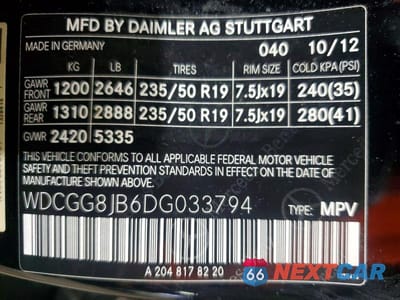 MFD BY DAIMLER AG STUTTGART
MADE IN GERMANY 040 10/12
KG LB TIRES RIM SIZE COLD KPA(PSI)
GAWR FRONT 1200 2646 235/50 R19 7.5Jx19 240(35)
GAWR REAR 1310 2888 235/50 R19 7.5Jx19 280(41)
GVWR 2420 5335
THIS VEHICLE CONFORMS TO ALL APPLICABLE FEDERAL MOTOR VEHICLE
SAFETY AND THEFT PREVENTION STANDARDS IN EFFECT ON THE DATE
OF MANUFACTURE SHOWN ABOVE.
WDCGG8JB6DG033794 TYPE: MPV
A 204 817 82 20
66 NEXTCAR